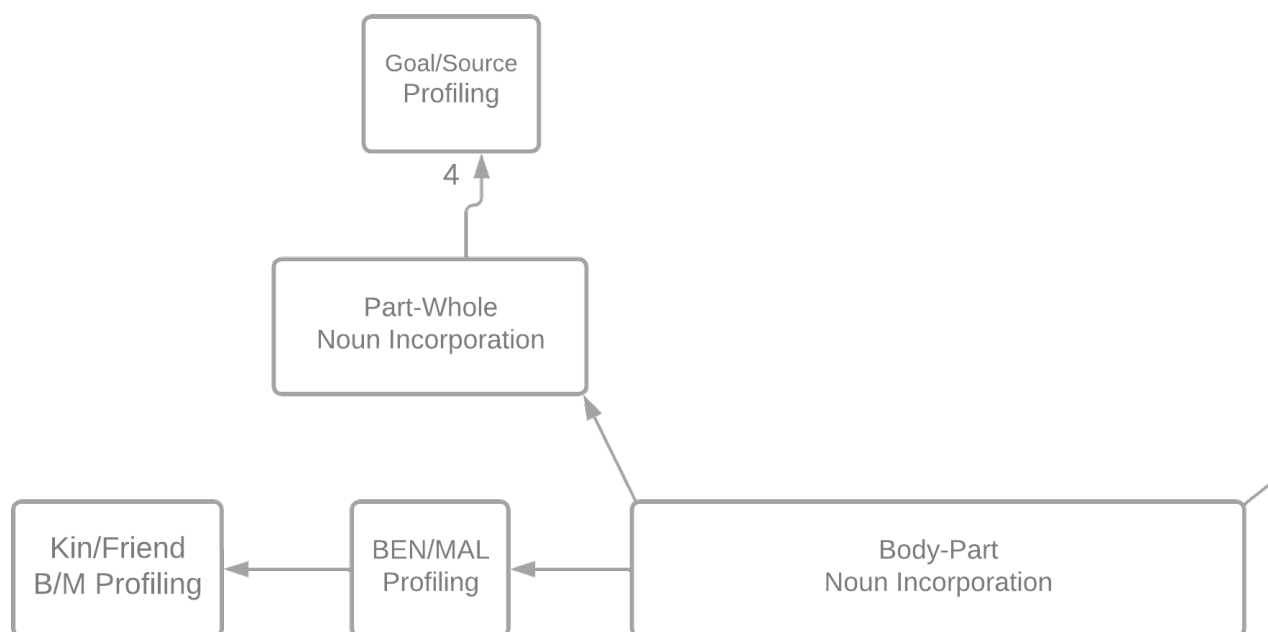 Goal/Source
Profiling
4
Part-Whole
Noun Incorporation
Kin/Friend
B/M Profiling
BEN/MAL
Profiling
Body-Part
Noun Incorporation